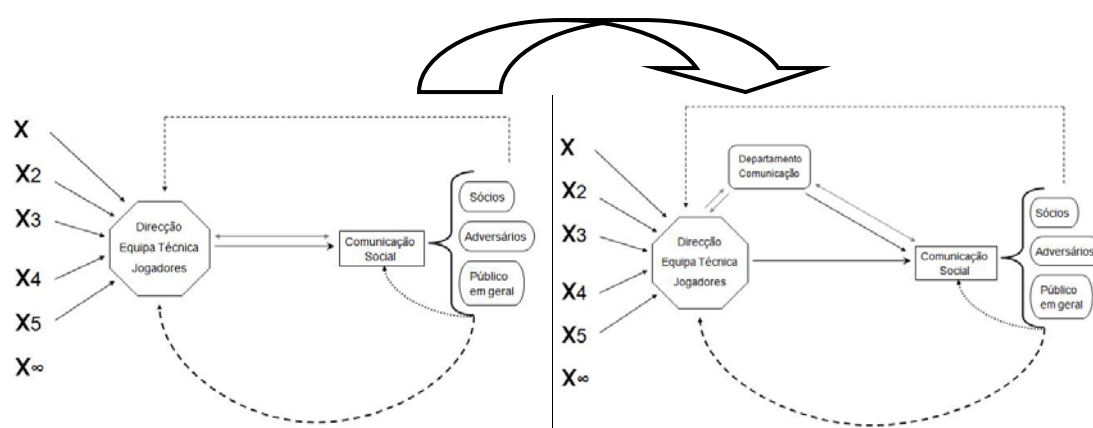 X
X2
X3
X4
X5
X∞
Direcção
Equipa Técnica
Jogadores
Comunicação
Social
Sócios
Adversários
Público
em geral
X
X2
X3
X4
X5
X∞
Departamento
Comunicação
Direcção
Equipa Técnica
Jogadores
Comunicação
Social
Sócios
Adversários
Público
em geral